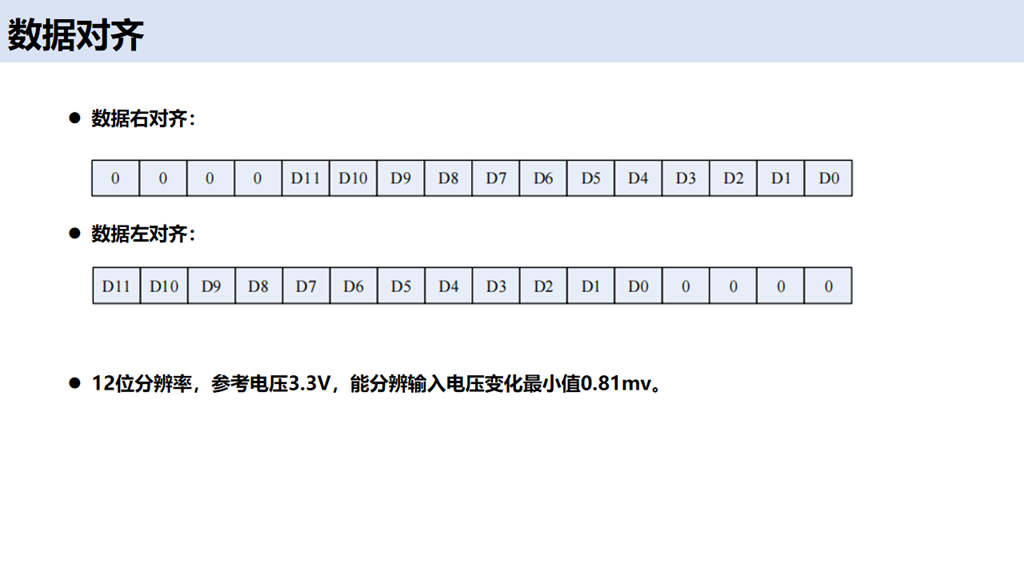 数据对齐
● 数据右对齐：
0 0 0 0 D11 D10 D9 D8 D7 D6 D5 D4 D3 D2 D1 D0
● 数据左对齐：
D11 D10 D9 D8 D7 D6 D5 D4 D3 D2 D1 D0 0 0 0 0
● 12位分辨率，参考电压3.3V，能分辨输入电压变化最小值0.81mv。